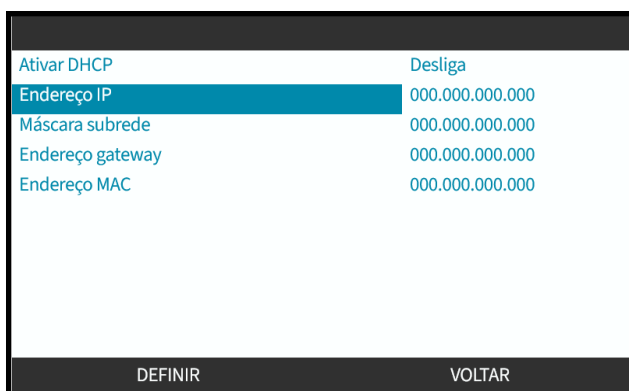 Ativar DHCP Desliga
Endereço IP 000.000.000.000
Máscara subrede 000.000.000.000
Endereço gateway 000.000.000.000
Endereço MAC 000.000.000.000
DEFINIR VOLTAR